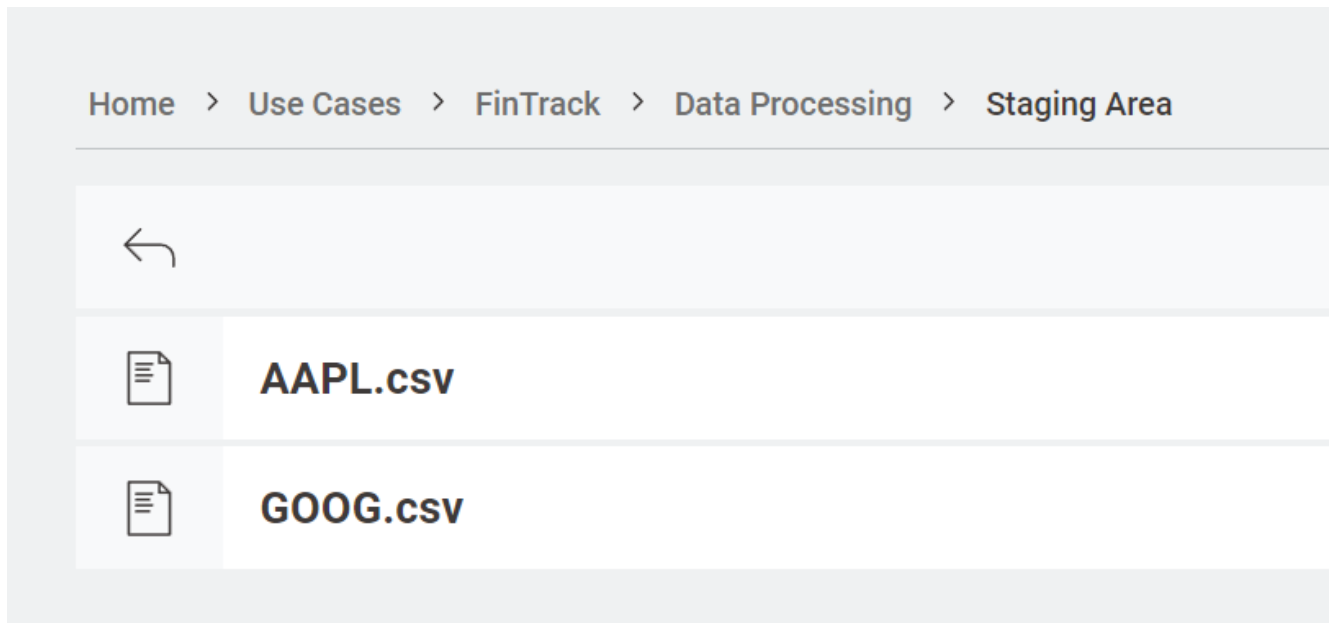 Home > Use Cases > FinTrack > Data Processing > Staging Area
AAPL.csv
GOOG.csv